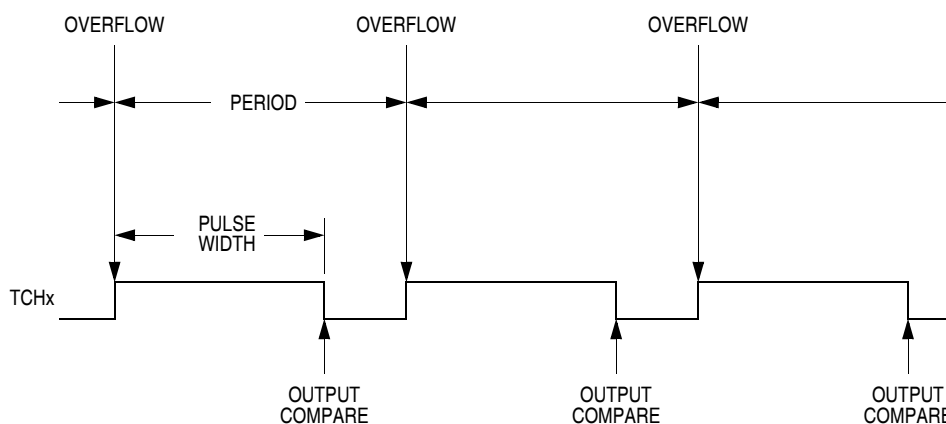 OVERFLOW
OVERFLOW
OVERFLOW
PERIOD
PULSE
WIDTH
TCHx
OUTPUT
COMPARE
OUTPUT
COMPARE
OUTPUT
COMPARE